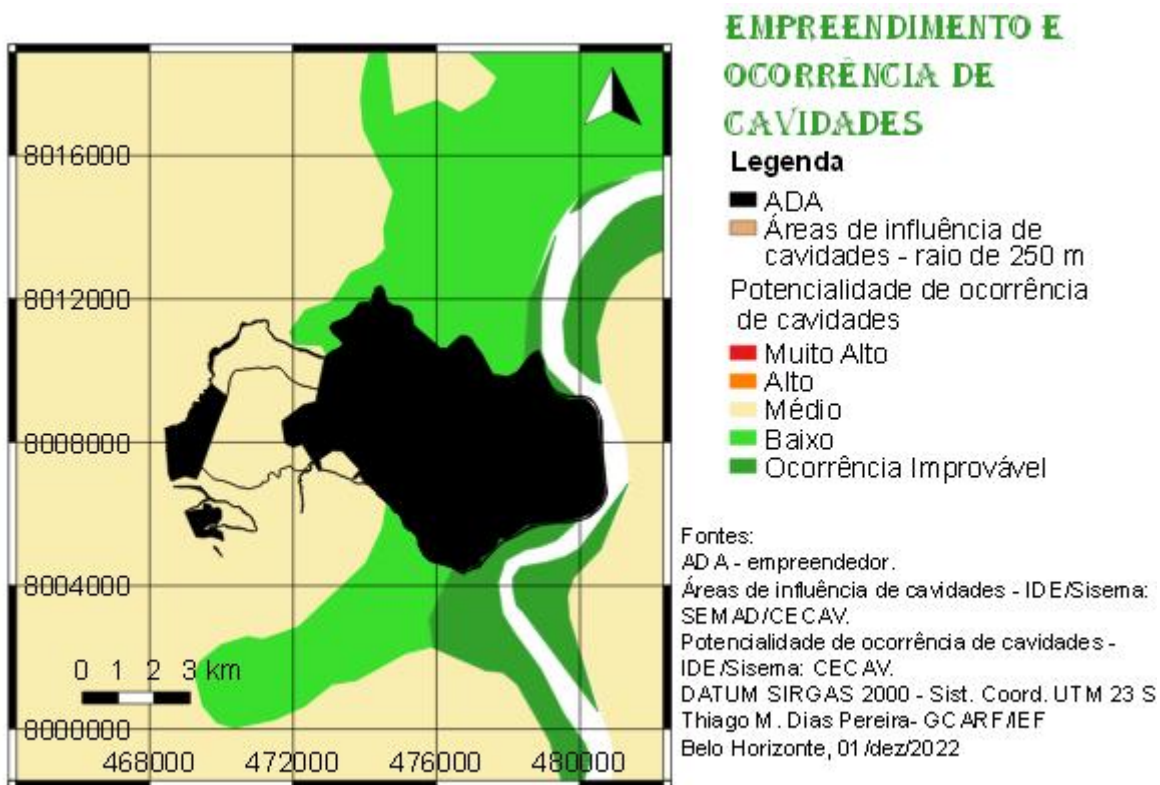 EMPREENDIMENTO E
OCORRÊNCIA DE
CAVIDADES
Legenda
ADA
Áreas de influência de
cavidades - raio de 250 m
Potencialidade de ocorrência
de cavidades
Muito Alto
Alto
Médio
Baixo
Ocorrência Improvável
8016000
8012000
8008000
8004000
0 1 2 3 km
8000000
468000 472000 476000 480000
Fontes:
ADA - empreendedor.
Áreas de influência de cavidades - IDE/Sisema:
SEMAD/CECAV.
Potencialidade de ocorrência de cavidades -
IDE/Sisema: CECAV.
DATUM SIRGAS 2000 - Sist. Coord. UTM 23 S
Thiago M. Dias Pereira- GCARF/IEF
Belo Horizonte, 01/dez/2022